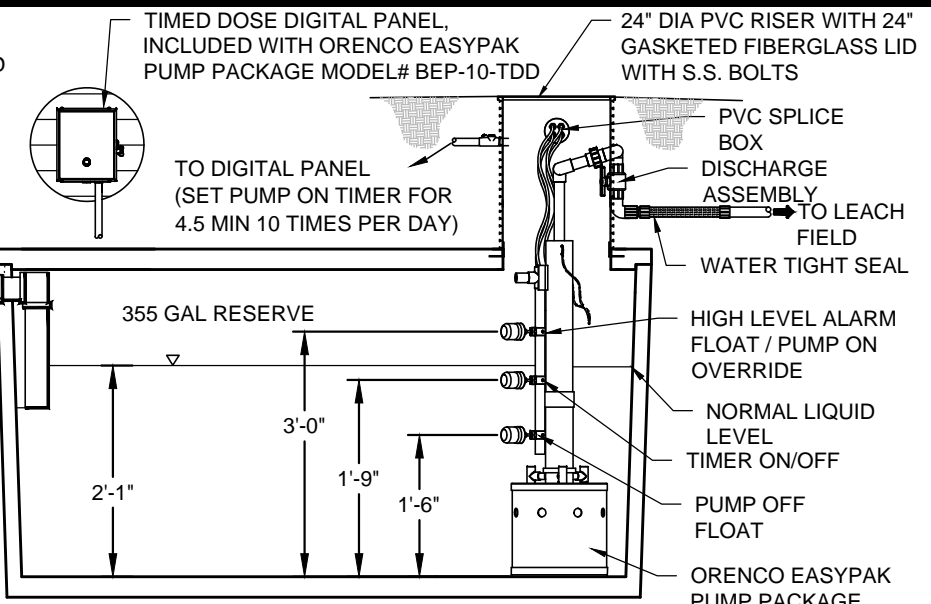 TIMED DOSE DIGITAL PANEL,
INCLUDED WITH ORENCO EASYPAK
PUMP PACKAGE MODEL# BEP-10-TDD
24" DIA PVC RISER WITH 24"
GASKETED FIBERGLASS LID
WITH S.S. BOLTS
PVC SPLICE
BOX
DISCHARGE
ASSEMBLY
TO DIGITAL PANEL
(SET PUMP ON TIMER FOR
4.5 MIN 10 TIMES PER DAY)
TO LEACH
FIELD
WATER TIGHT SEAL
355 GAL RESERVE
HIGH LEVEL ALARM
FLOAT / PUMP ON
OVERRIDE
NORMAL LIQUID
LEVEL
TIMER ON/OFF
3'-0"
2'-1"
1'-9"
1'-6"
PUMP OFF
FLOAT
ORENCO EASYPAK
PUMP PACKAGE